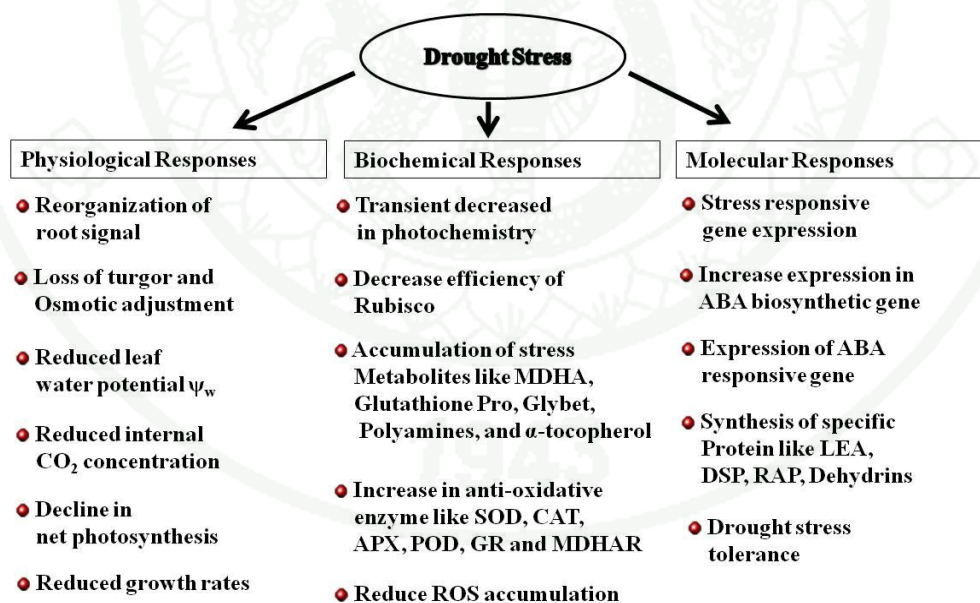 Drought Stress
Physiological Responses
Reorganization of
root signal
Loss of turgor and
Osmotic adjustment
Reduced leaf
water potential ψw
Reduced internal
CO2 concentration
Decline in
net photosynthesis
Reduced growth rates
Biochemical Responses
Transient decreased
in photochemistry
Decrease efficiency of
Rubisco
Accumulation of stress
Metabolites like MDHA,
Glutathione Pro, Glybet,
Polyamines, and α-tocopherol
Increase in anti-oxidative
enzyme like SOD, CAT,
APX, POD, GR and MDHAR
Reduce ROS accumulation
Molecular Responses
Stress responsive
gene expression
Increase expression in
ABA biosynthetic gene
Expression of ABA
responsive gene
Synthesis of specific
Protein like LEA,
DSP, RAP, Dehydrins
Drought stress
tolerance
1943